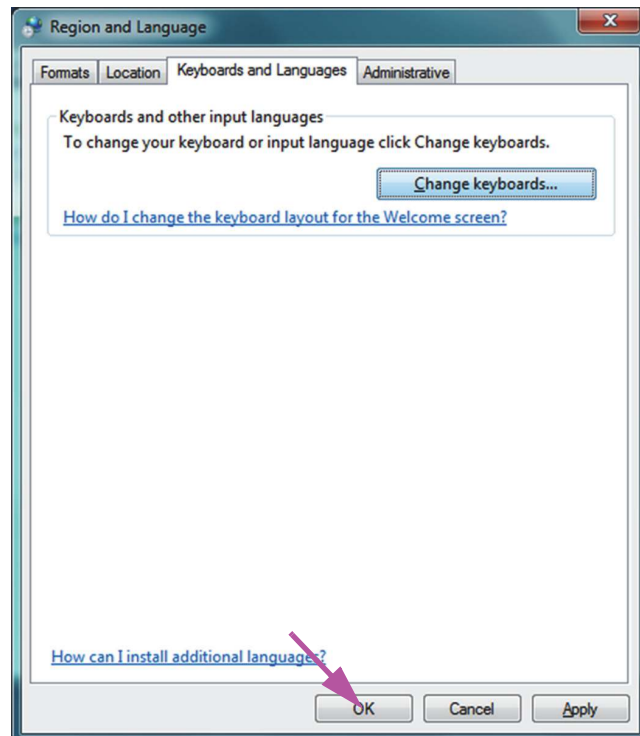 Region and Language
Formats Location Keyboards and Languages Administrative
Keyboards and other input languages
To change your keyboard or input language click Change keyboards.
Change keyboards...
How do I change the keyboard layout for the Welcome screen?
How can I install additional languages?
OK Cancel Apply